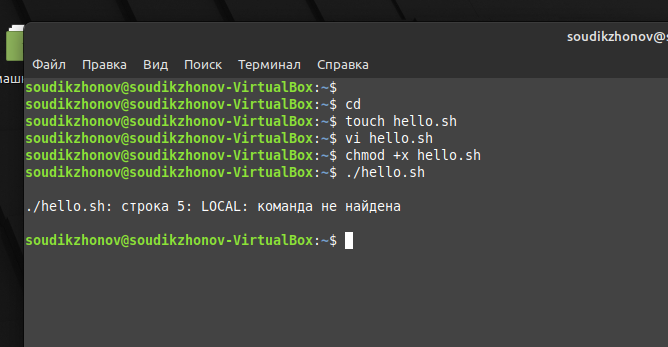 soudikzhonov@s
Файл Правка Вид Поиск Терминал Справка
soudikzhonov@soudikzhonov-VirtualBox:~$
soudikzhonov@soudikzhonov-VirtualBox:~$ cd
soudikzhonov@soudikzhonov-VirtualBox:~$ touch hello.sh
soudikzhonov@soudikzhonov-VirtualBox:~$ vi hello.sh
soudikzhonov@soudikzhonov-VirtualBox:~$ chmod +x hello.sh
soudikzhonov@soudikzhonov-VirtualBox:~$ ./hello.sh
./hello.sh: строка 5: LOCAL: команда не найдена
soudikzhonov@soudikzhonov-VirtualBox:~$